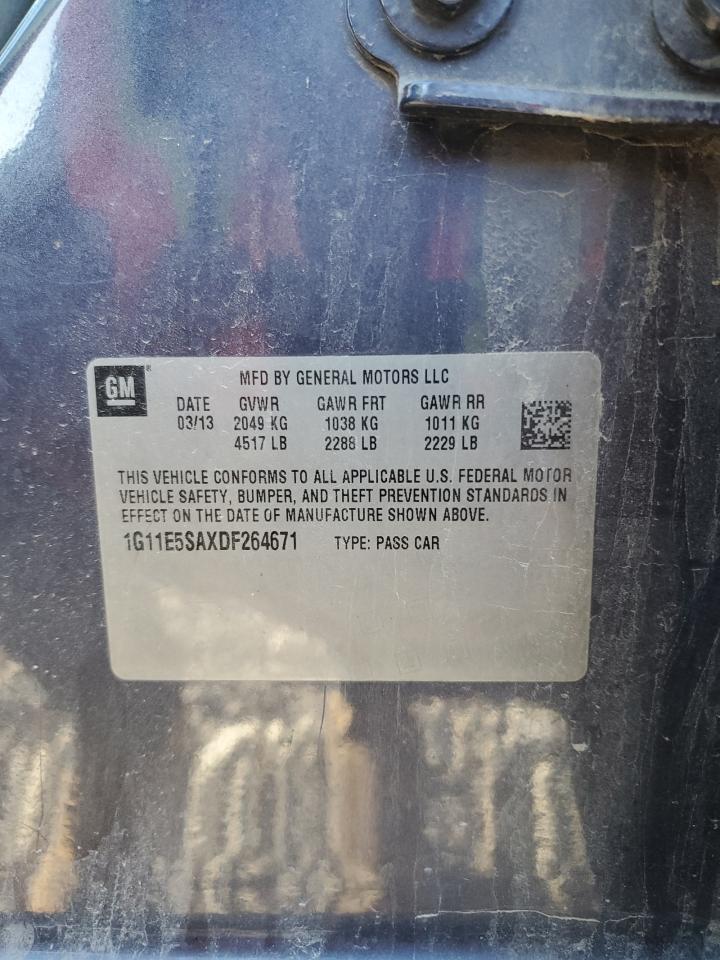 GM®
MFD BY GENERAL MOTORS LLC
DATE GVWR GAWR FRT GAWR RR
03/13 2049 KG 1038 KG 1011 KG
4517 LB 2288 LB 2229 LB
THIS VEHICLE CONFORMS TO ALL APPLICABLE U.S. FEDERAL MOTOR
VEHICLE SAFETY, BUMPER, AND THEFT PREVENTION STANDARDS IN
EFFECT ON THE DATE OF MANUFACTURE SHOWN ABOVE.
1G11E5SAXDF264671 TYPE: PASS CAR